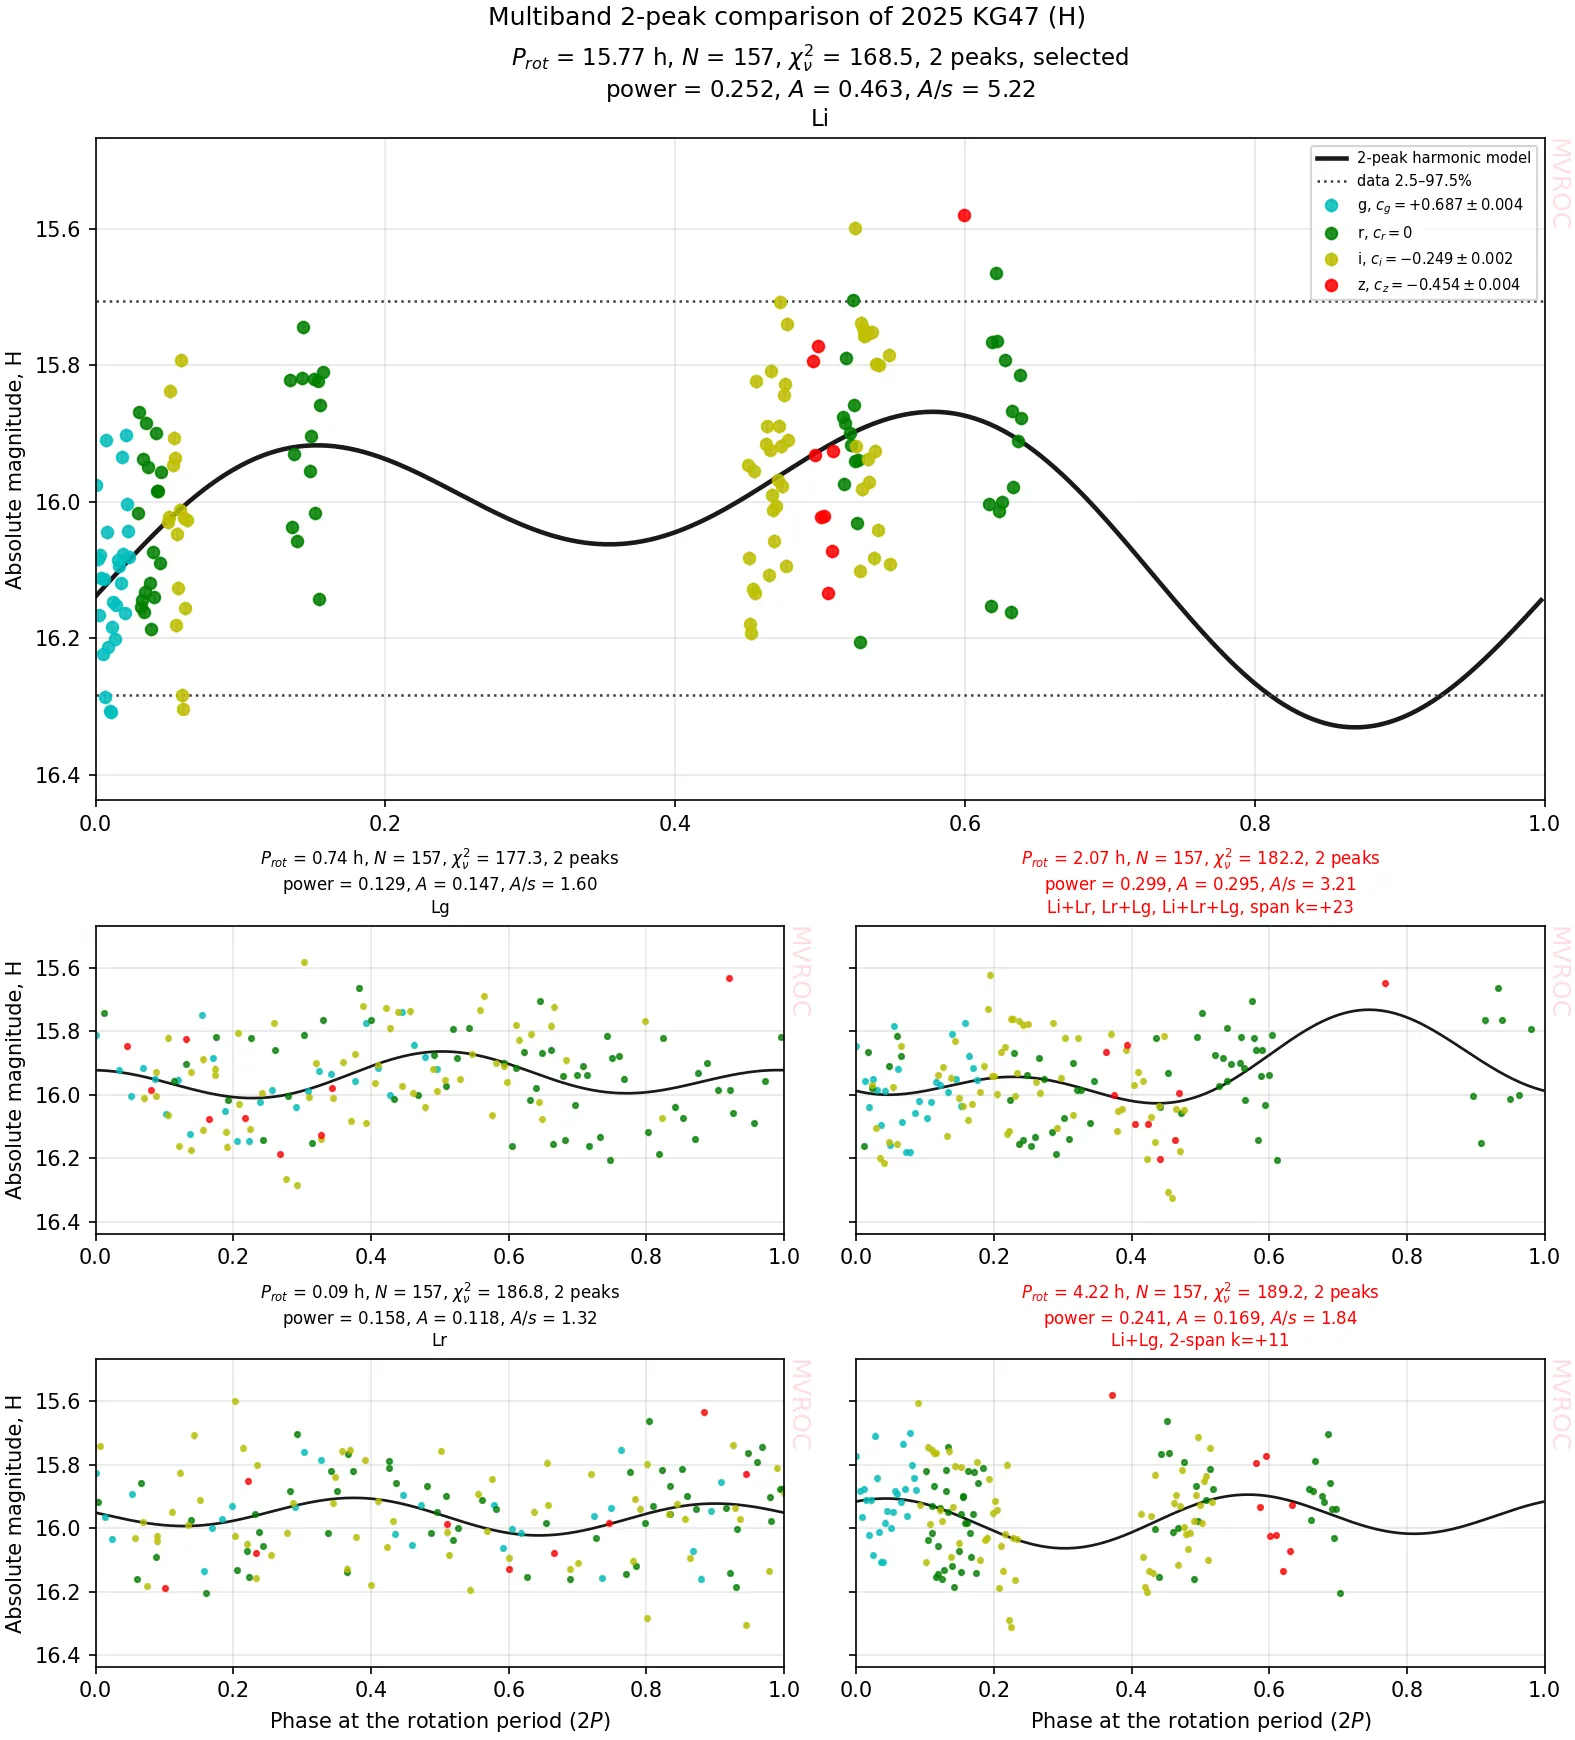 Multiband 2-peak comparison of 2025 KG47 (H)
P_rot = 15.77 h, N = 157, χ²_ν = 168.5, 2 peaks, selected
power = 0.252, A = 0.463, A/s = 5.22
Li
2-peak harmonic model
data 2.5–97.5%
g, c_g = +0.687 ± 0.004
r, c_r = 0
i, c_i = −0.249 ± 0.002
z, c_z = −0.454 ± 0.004
MVROC
Absolute magnitude, H
15.6
15.8
16.0
16.2
16.4
0.0 0.2 0.4 0.6 0.8 1.0
P_rot = 0.74 h, N = 157, χ²_ν = 177.3, 2 peaks
power = 0.129, A = 0.147, A/s = 1.60
Lg
MVROC
Absolute magnitude, H
15.6
15.8
16.0
16.2
16.4
0.0 0.2 0.4 0.6 0.8 1.0
P_rot = 2.07 h, N = 157, χ²_ν = 182.2, 2 peaks
power = 0.299, A = 0.295, A/s = 3.21
Li+Lr, Lr+Lg, Li+Lr+Lg, span k=+23
MVROC
0.0 0.2 0.4 0.6 0.8 1.0
P_rot = 0.09 h, N = 157, χ²_ν = 186.8, 2 peaks
power = 0.158, A = 0.118, A/s = 1.32
Lr
MVROC
Absolute magnitude, H
15.6
15.8
16.0
16.2
16.4
0.0 0.2 0.4 0.6 0.8 1.0
Phase at the rotation period (2P)
P_rot = 4.22 h, N = 157, χ²_ν = 189.2, 2 peaks
power = 0.241, A = 0.169, A/s = 1.84
Li+Lg, 2-span k=+11
MVROC
0.0 0.2 0.4 0.6 0.8 1.0
Phase at the rotation period (2P)